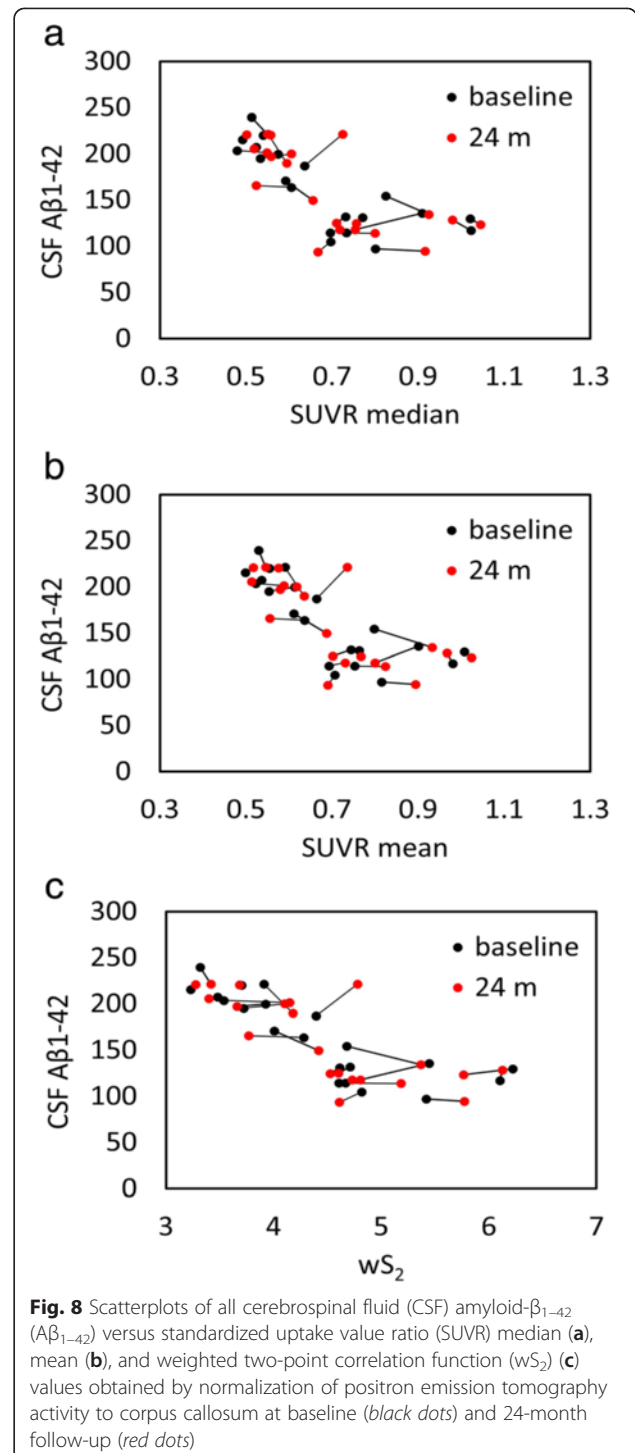 a
300
250
200
150
100
50
0
CSF Aβ1-42
baseline
24 m
0.3 0.5 0.7 0.9 1.1 1.3
SUVR median
b
300
250
200
150
100
50
0
CSF Aβ1-42
baseline
24 m
0.3 0.5 0.7 0.9 1.1 1.3
SUVR mean
c
300
250
200
150
100
50
0
CSF Aβ1-42
baseline
24 m
3 4 5 6 7
wS₂
Fig. 8 Scatterplots of all cerebrospinal fluid (CSF) amyloid-β₁₋₄₂
(Aβ₁₋₄₂) versus standardized uptake value ratio (SUVR) median (a),
mean (b), and weighted two-point correlation function (wS₂) (c)
values obtained by normalization of positron emission tomography
activity to corpus callosum at baseline (black dots) and 24-month
follow-up (red dots)